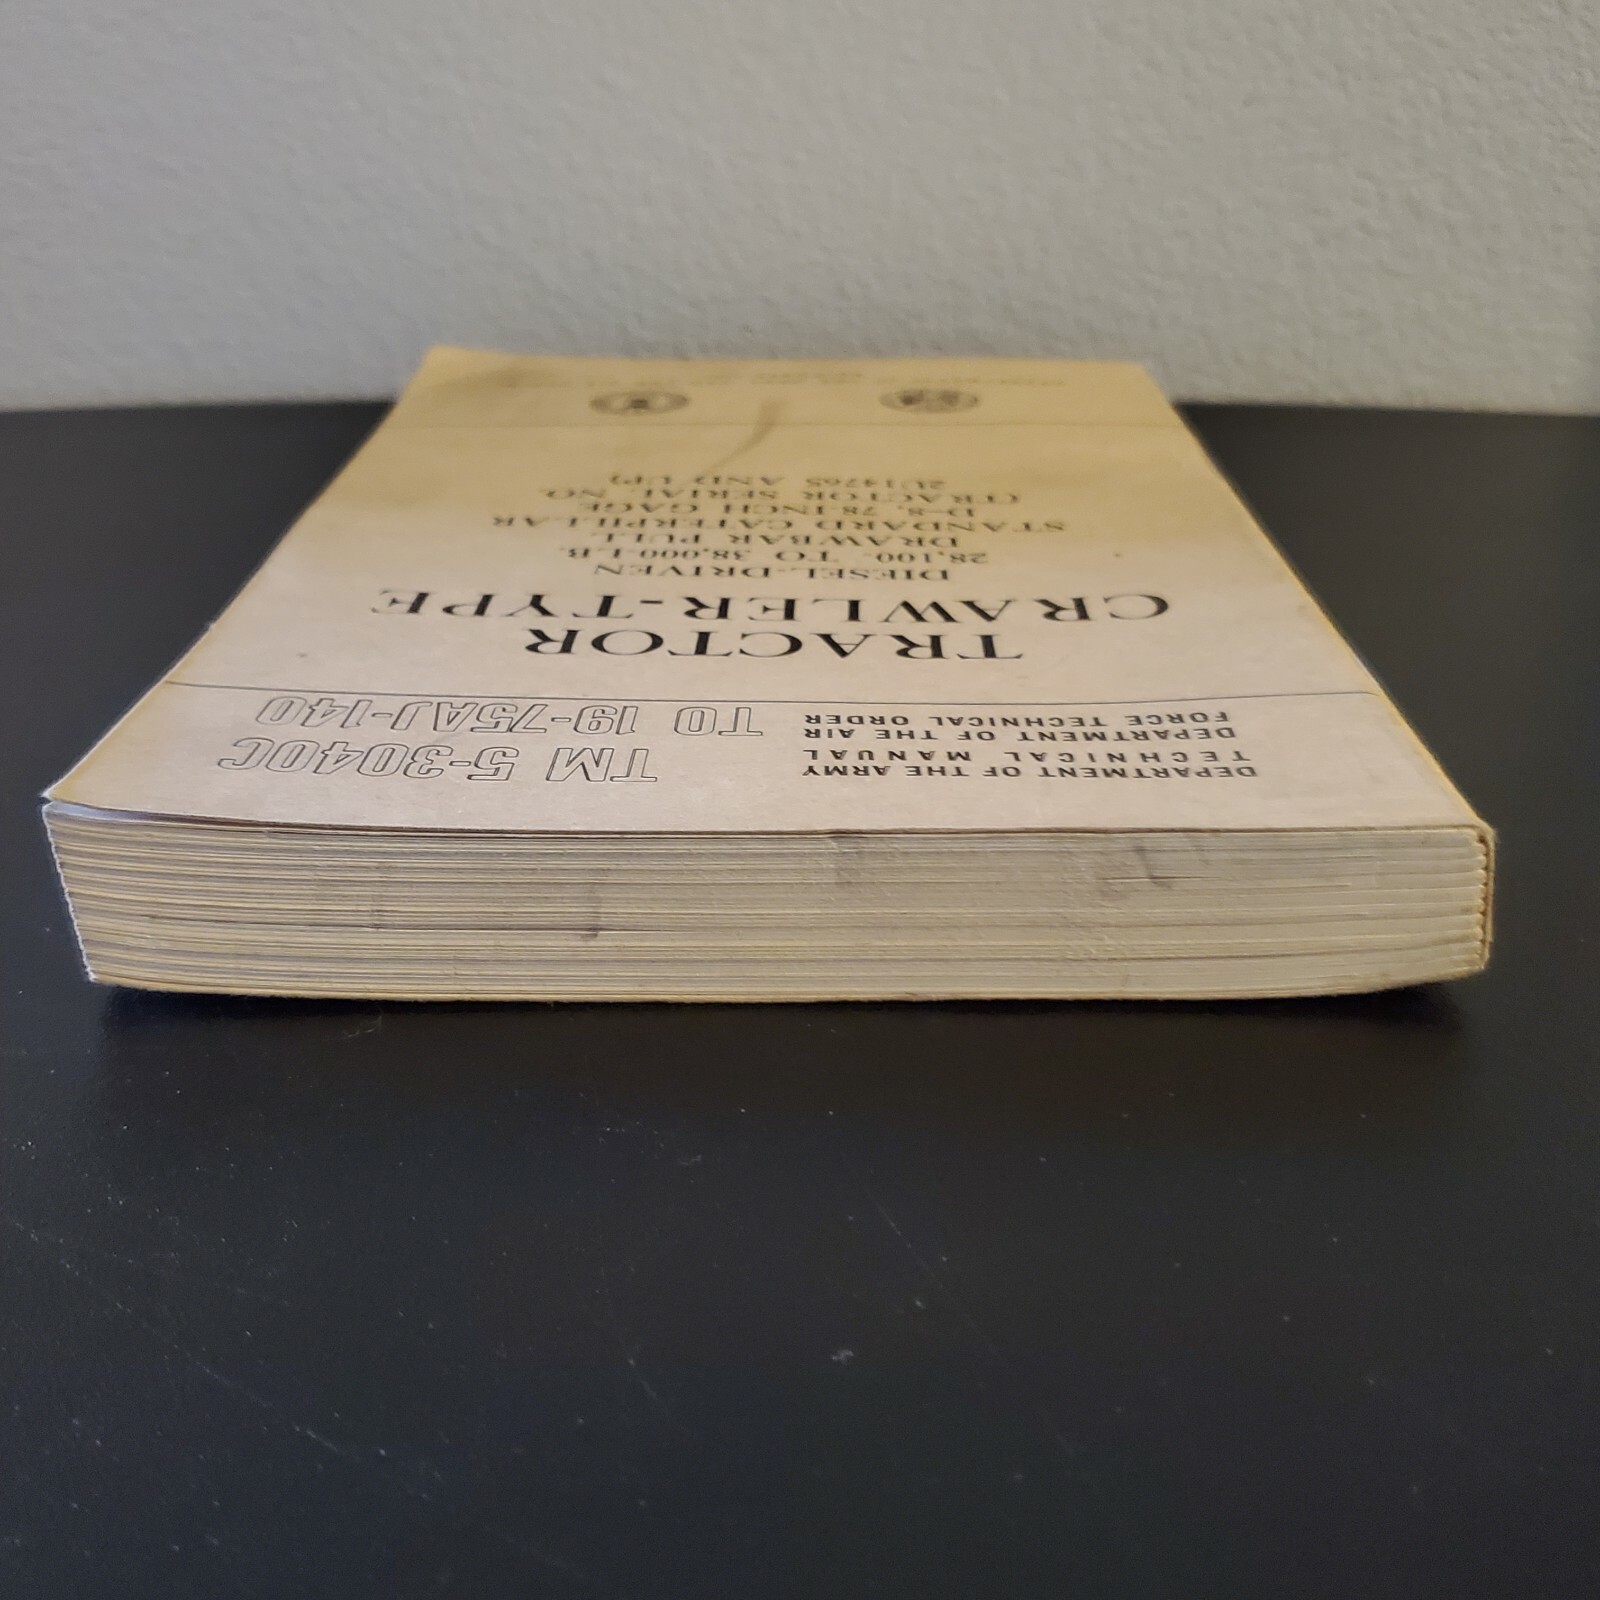 DEPARTMENT OF THE ARMY
TECHNICAL MANUAL
DEPARTMENT OF THE AIR
FORCE TECHNICAL ORDER
TM 5-3040C
TO 19-75AJ-140
TRACTOR
CRAWLER-TYPE
DIESEL-DRIVEN
28,100- TO 38,000-LB.
DRAWBAR PULL
STANDARD CATERPILLAR
D-8, 78-INCH GAGE
(TRACTOR SERIAL NO.
2U14765 AND UP)